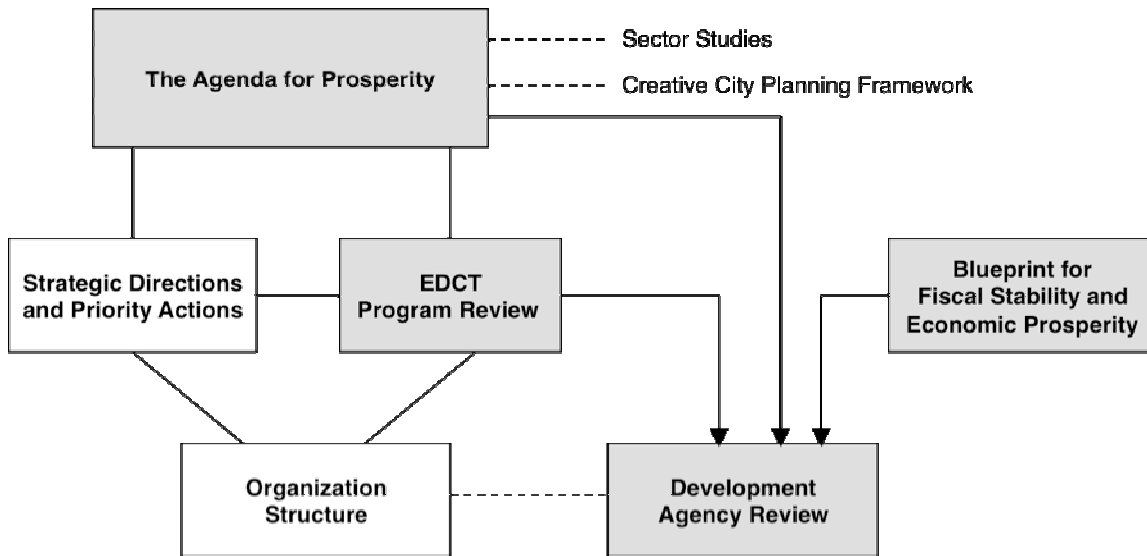 Sector Studies
The Agenda for Prosperity
Creative City Planning Framework
Strategic Directions
and Priority Actions
EDCT
Program Review
Blueprint for
Fiscal Stability and
Economic Prosperity
Organization
Structure
Development
Agency Review